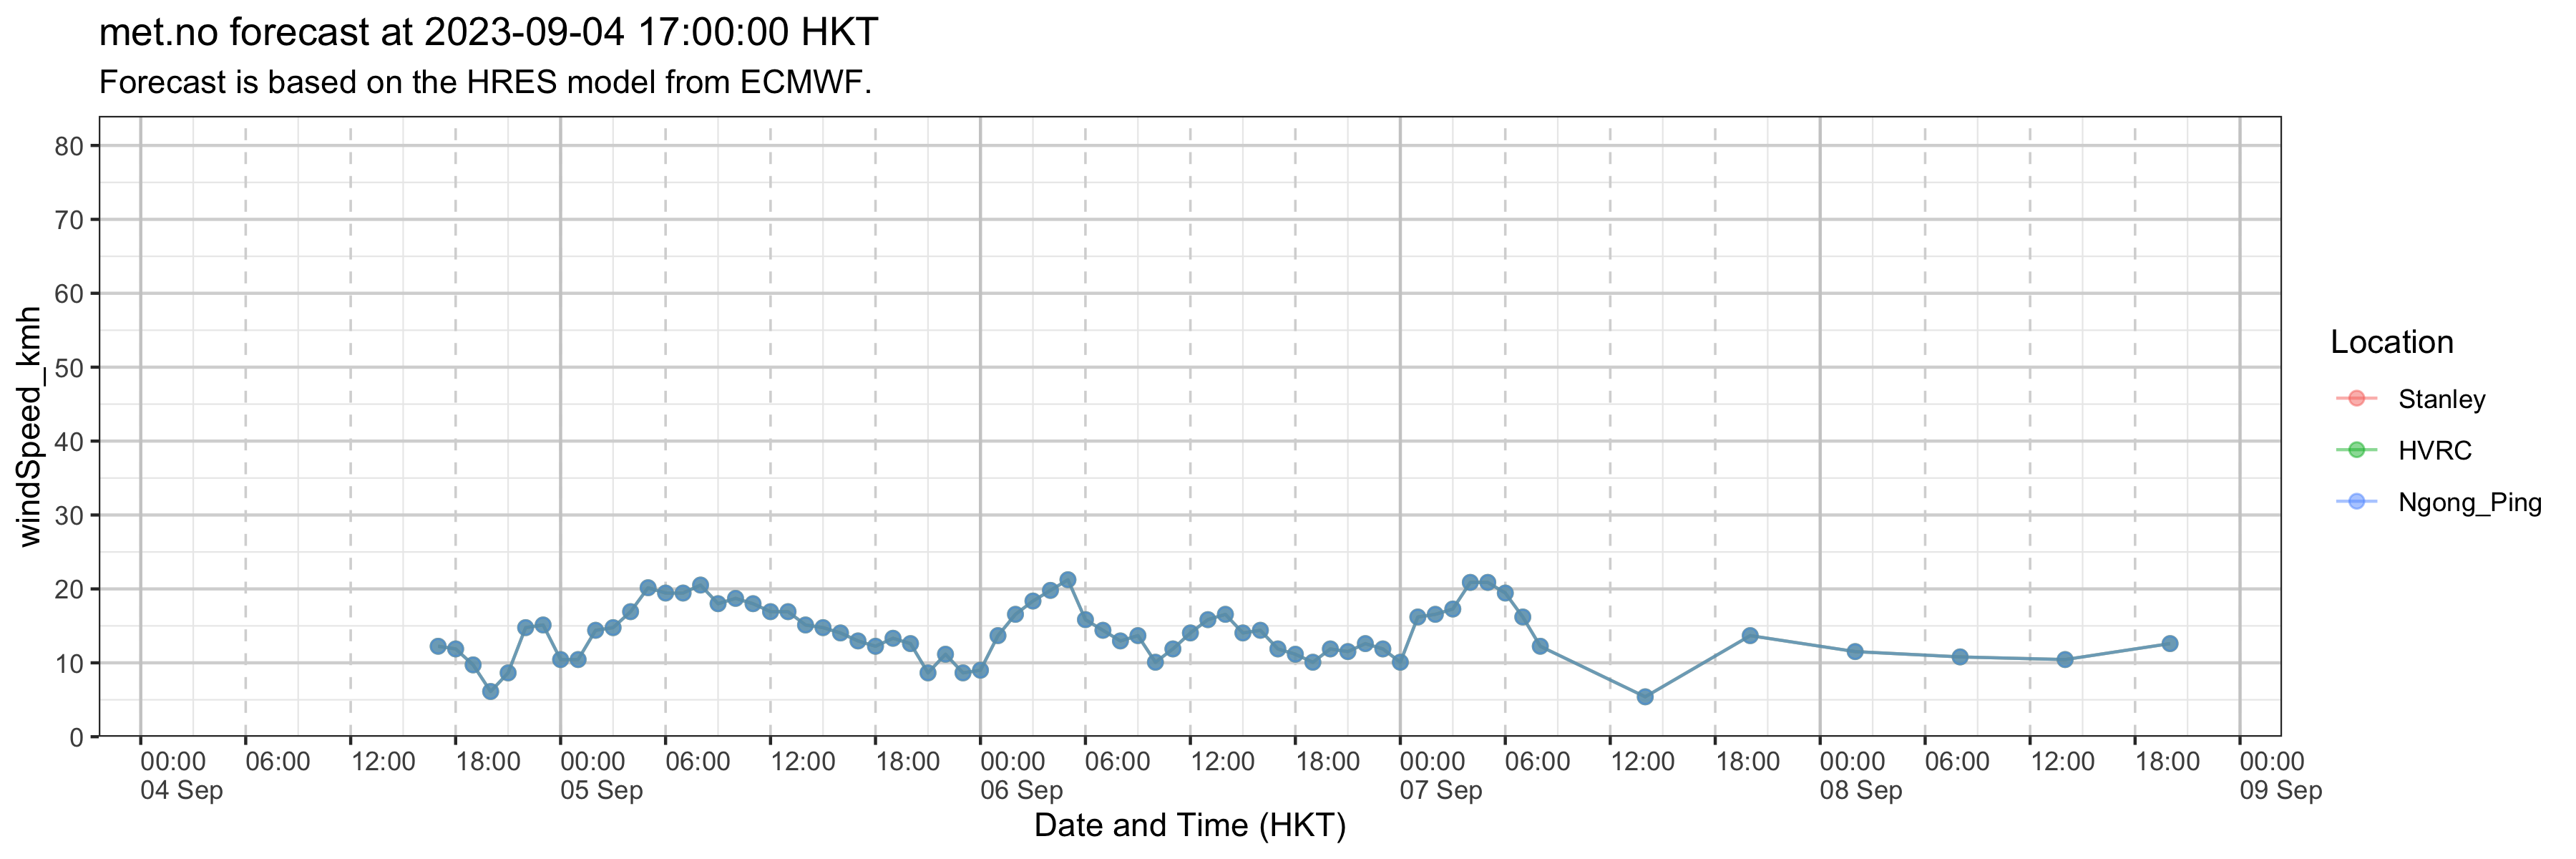 met.no forecast at 2023-09-04 17:00:00 HKT
Forecast is based on the HRES model from ECMWF.
windSpeed_kmh
80
70
60
50
40
30
20
10
0
00:00 06:00 12:00 18:00 00:00 06:00 12:00 18:00 00:00 06:00 12:00 18:00 00:00 06:00 12:00 18:00 00:00 06:00 12:00 18:00 00:00
04 Sep 05 Sep 06 Sep 07 Sep 08 Sep 09 Sep
Date and Time (HKT)
Location
Stanley
HVRC
Ngong_Ping